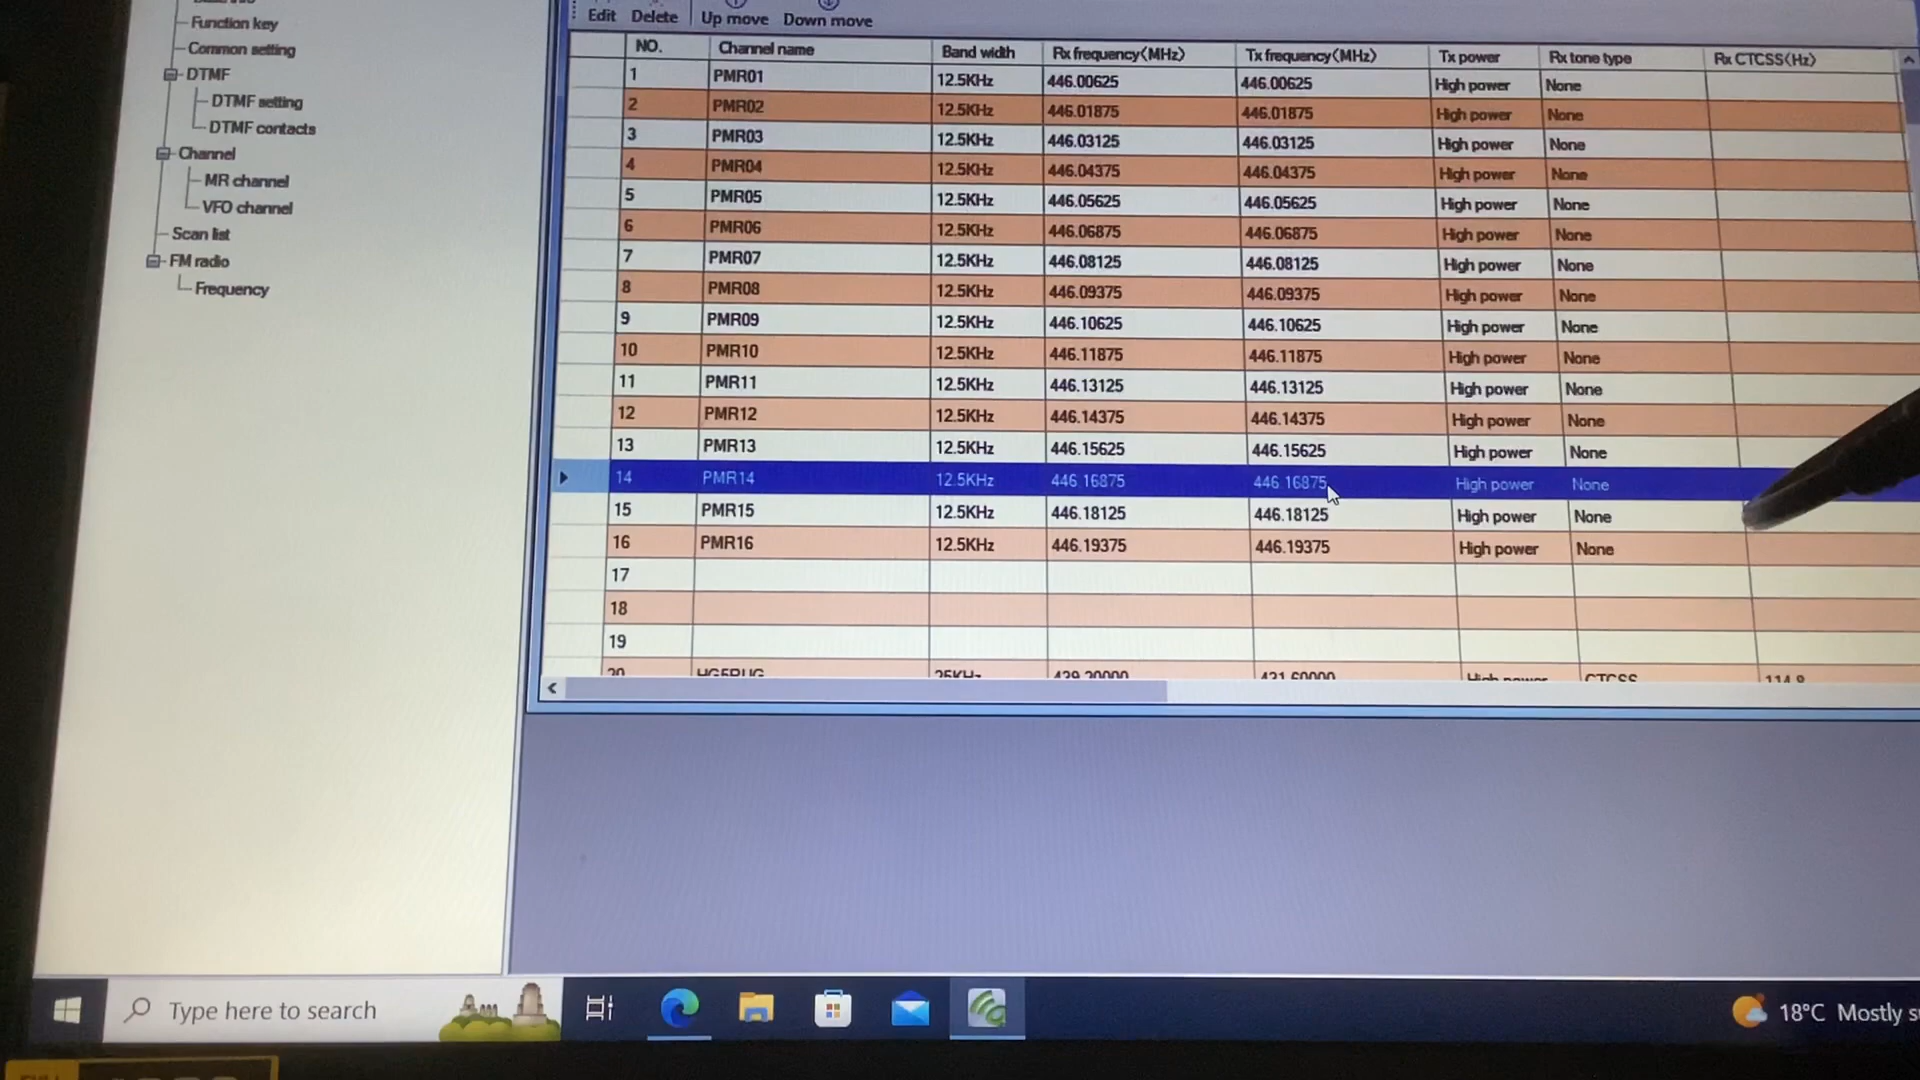 Function key
Common setting
DTMF
DTMF setting
DTMF contacts
Channel
MR channel
VFO channel
Scan list
FM radio
Frequency
Edit Delete Up move Down move
NO. Channel name Band width Rx frequency(MHz) Tx frequency(MHz) Tx power Rx tone type Rx CTCSS(Hz)
1 PMR01 12.5KHz 446.00625 446.00625 High power None
2 PMR02 12.5KHz 446.01875 446.01875 High power None
3 PMR03 12.5KHz 446.03125 446.03125 High power None
4 PMR04 12.5KHz 446.04375 446.04375 High power None
5 PMR05 12.5KHz 446.05625 446.05625 High power None
6 PMR06 12.5KHz 446.06875 446.06875 High power None
7 PMR07 12.5KHz 446.08125 446.08125 High power None
8 PMR08 12.5KHz 446.09375 446.09375 High power None
9 PMR09 12.5KHz 446.10625 446.10625 High power None
10 PMR10 12.5KHz 446.11875 446.11875 High power None
11 PMR11 12.5KHz 446.13125 446.13125 High power None
12 PMR12 12.5KHz 446.14375 446.14375 High power None
13 PMR13 12.5KHz 446.15625 446.15625 High power None
14 PMR14 12.5KHz 446.16875 446.16875 High power None
15 PMR15 12.5KHz 446.18125 446.18125 High power None
16 PMR16 12.5KHz 446.19375 446.19375 High power None
17
18
19
20 25KHz High power CTCSS 114.8
Type here to search
18°C Mostly